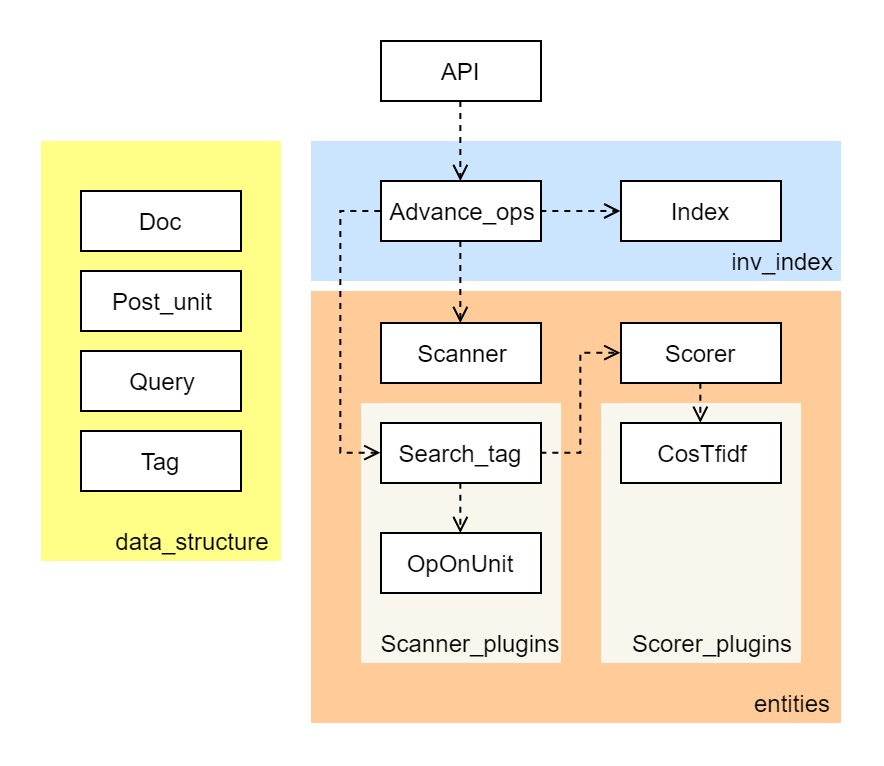 API
Doc
Post_unit
Query
Tag
data_structure
Advance_ops
Index
inv_index
Scanner
Scorer
Search_tag
CosTfidf
OpOnUnit
Scanner_plugins
Scorer_plugins
entities